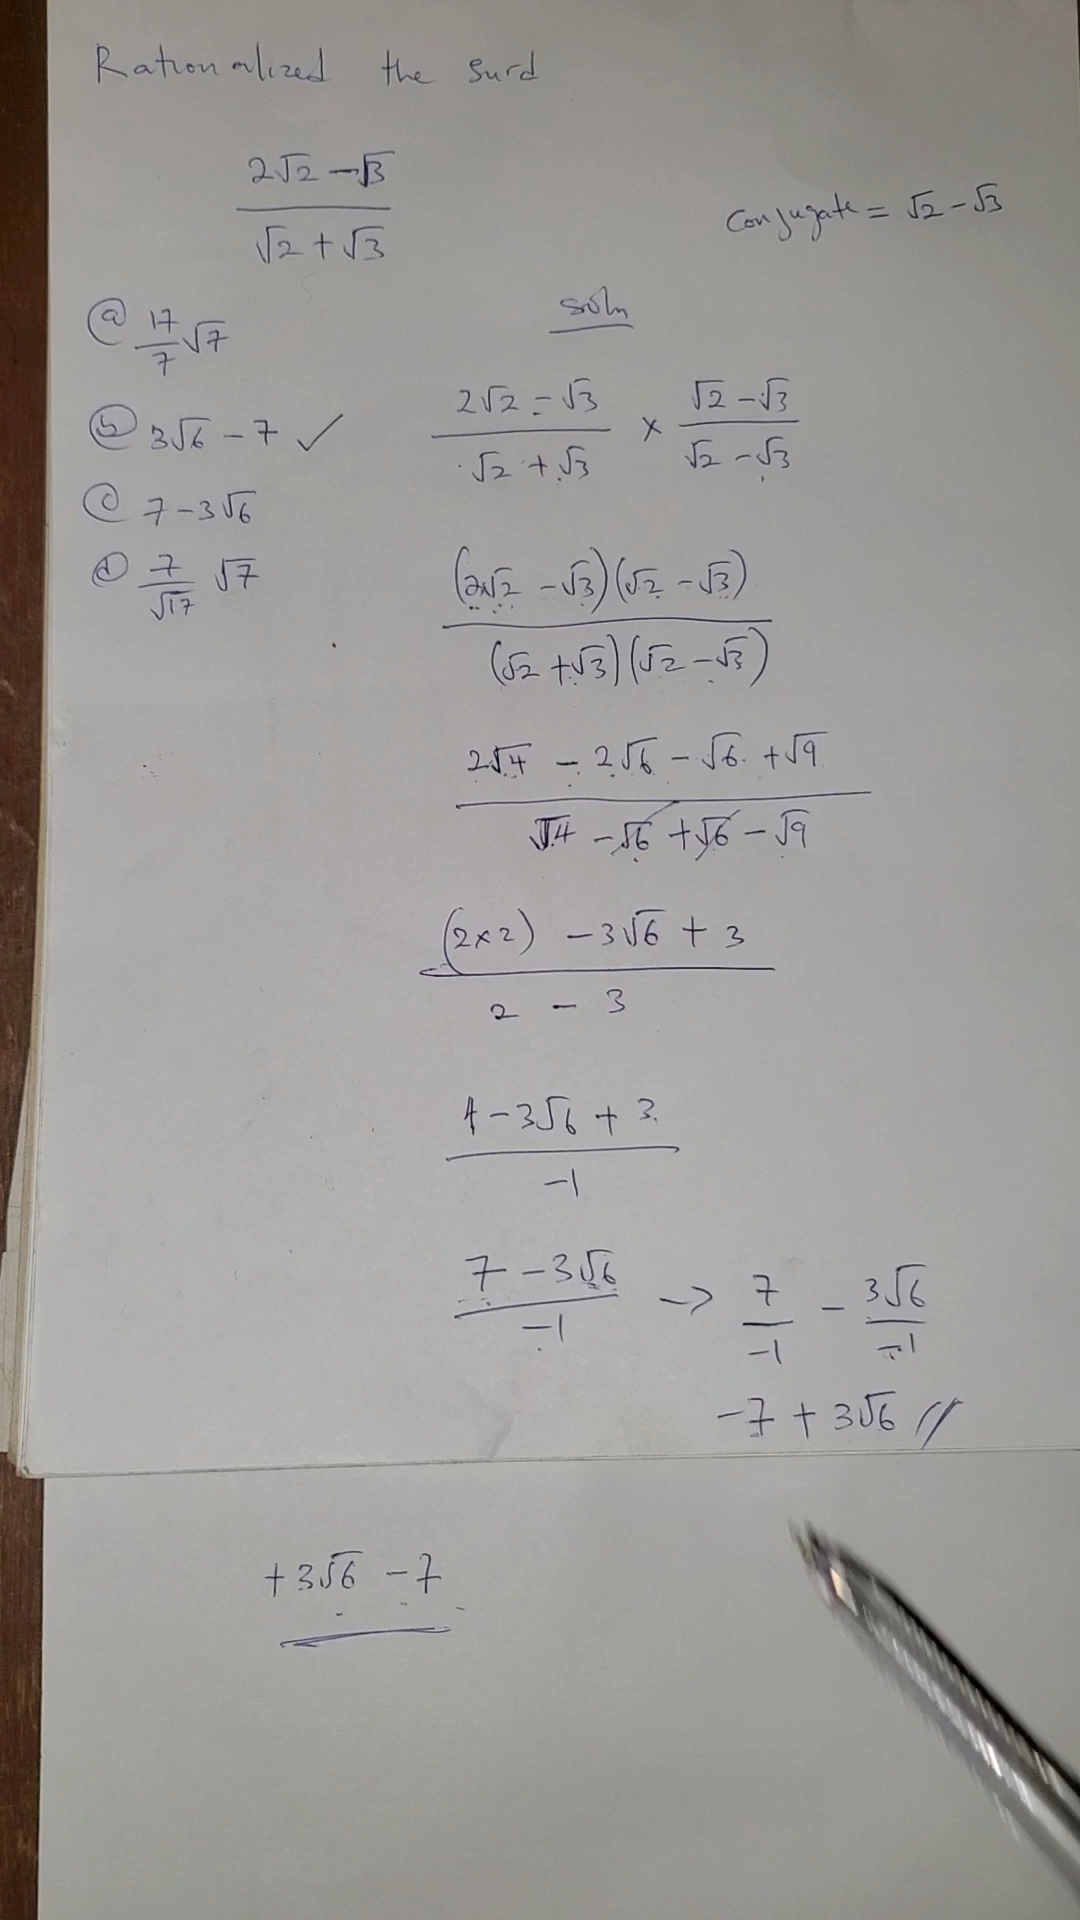 Rationalized the surd
2√2 - √3 / √2 + √3
Conjugate = √2 - √3
(a) 17/7 √7
(b) 3√6 - 7 ✓
(c) 7 - 3√6
(d) 7/√17 √7
soln
2√2 - √3 / √2 + √3 × √2 - √3 / √2 - √3
(2√2 - √3)(√2 - √3) / (√2 + √3)(√2 - √3)
2√4 - 2√6 - √6 + √9 / √4 - √6 + √6 - √9
(2×2) - 3√6 + 3 / 2 - 3
4 - 3√6 + 3 / -1
7 - 3√6 / -1 → 7/-1 - 3√6/-1
-7 + 3√6 //
+3√6 - 7